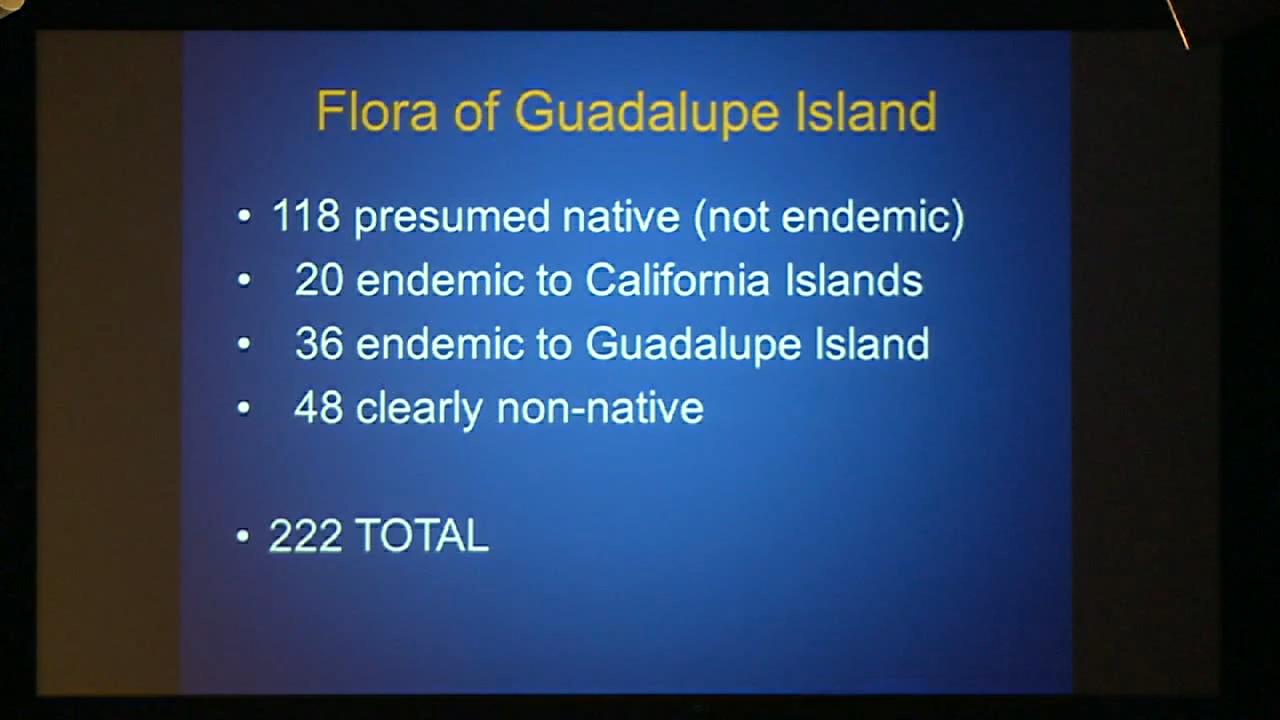 Flora of Guadalupe Island
• 118 presumed native (not endemic)
• 20 endemic to California Islands
• 36 endemic to Guadalupe Island
• 48 clearly non-native
• 222 TOTAL